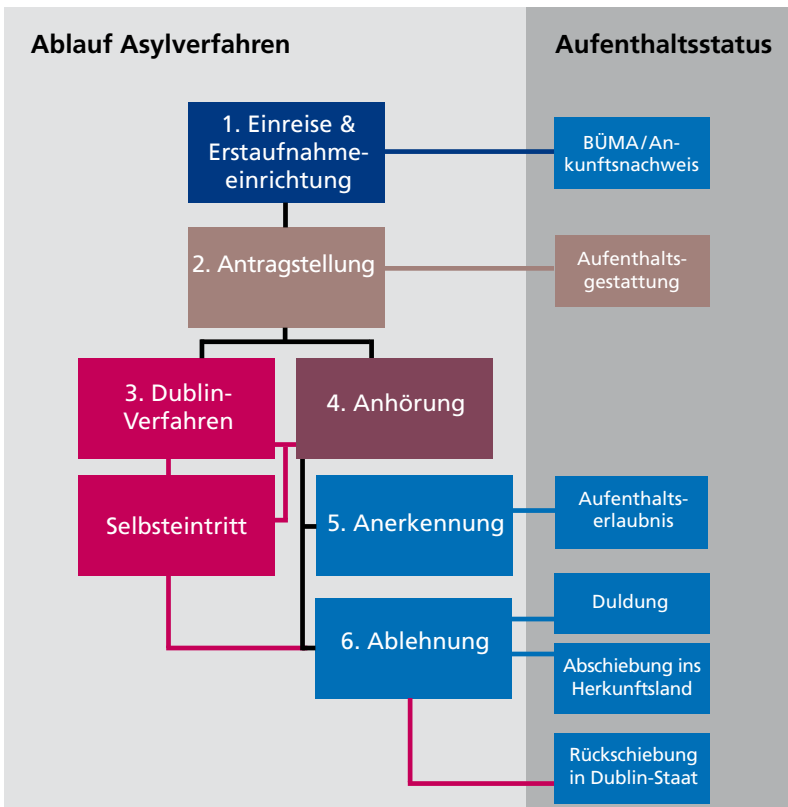 Ablauf Asylverfahren
Aufenthaltsstatus
1. Einreise &
Erstaufnahme-
einrichtung
BÜMA/An-
kunftsnachweis
2. Antragstellung
Aufenthalts-
gestattung
3. Dublin-
Verfahren
4. Anhörung
Selbsteintritt
5. Anerkennung
Aufenthalts-
erlaubnis
6. Ablehnung
Duldung
Abschiebung ins
Herkunftsland
Rückschiebung
in Dublin-Staat